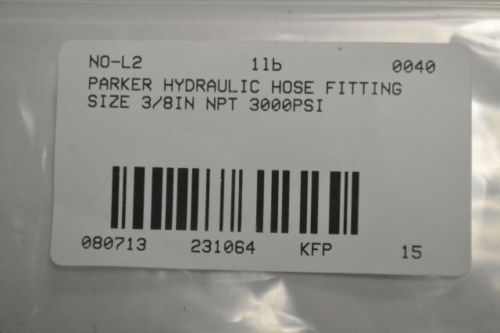 NO-L2 1lb 0040
PARKER HYDRAULIC HOSE FITTING
SIZE 3/8IN NPT 3000PSI
080713 231064 KFP 15